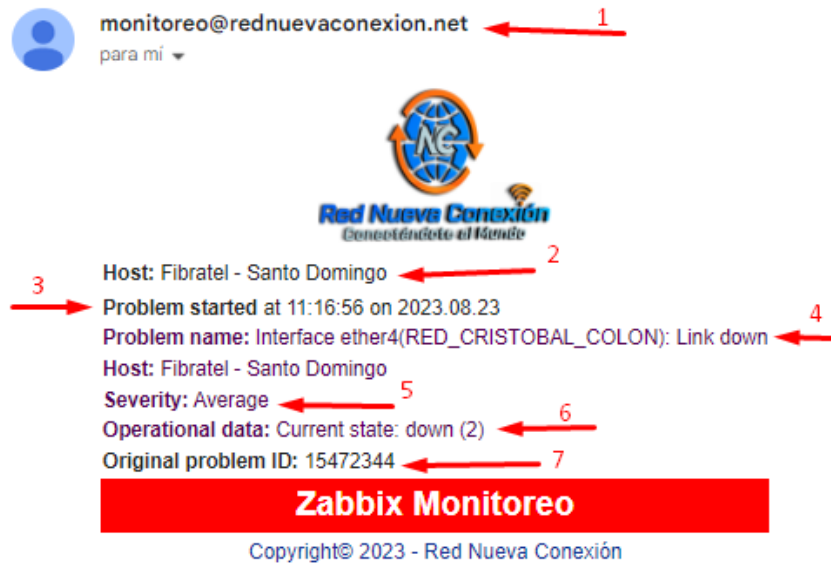 monitoreo@rednuevaconexion.net
1
para mí
NC
Red Nueva Conexión
Conectándote al Mundo
Host: Fibratel - Santo Domingo
2
3
Problem started at 11:16:56 on 2023.08.23
4
Problem name: Interface ether4(RED_CRISTOBAL_COLON): Link down
Host: Fibratel - Santo Domingo
Severity: Average
5
Operational data: Current state: down (2)
6
Original problem ID: 15472344
7
Zabbix Monitoreo
Copyright© 2023 - Red Nueva Conexión